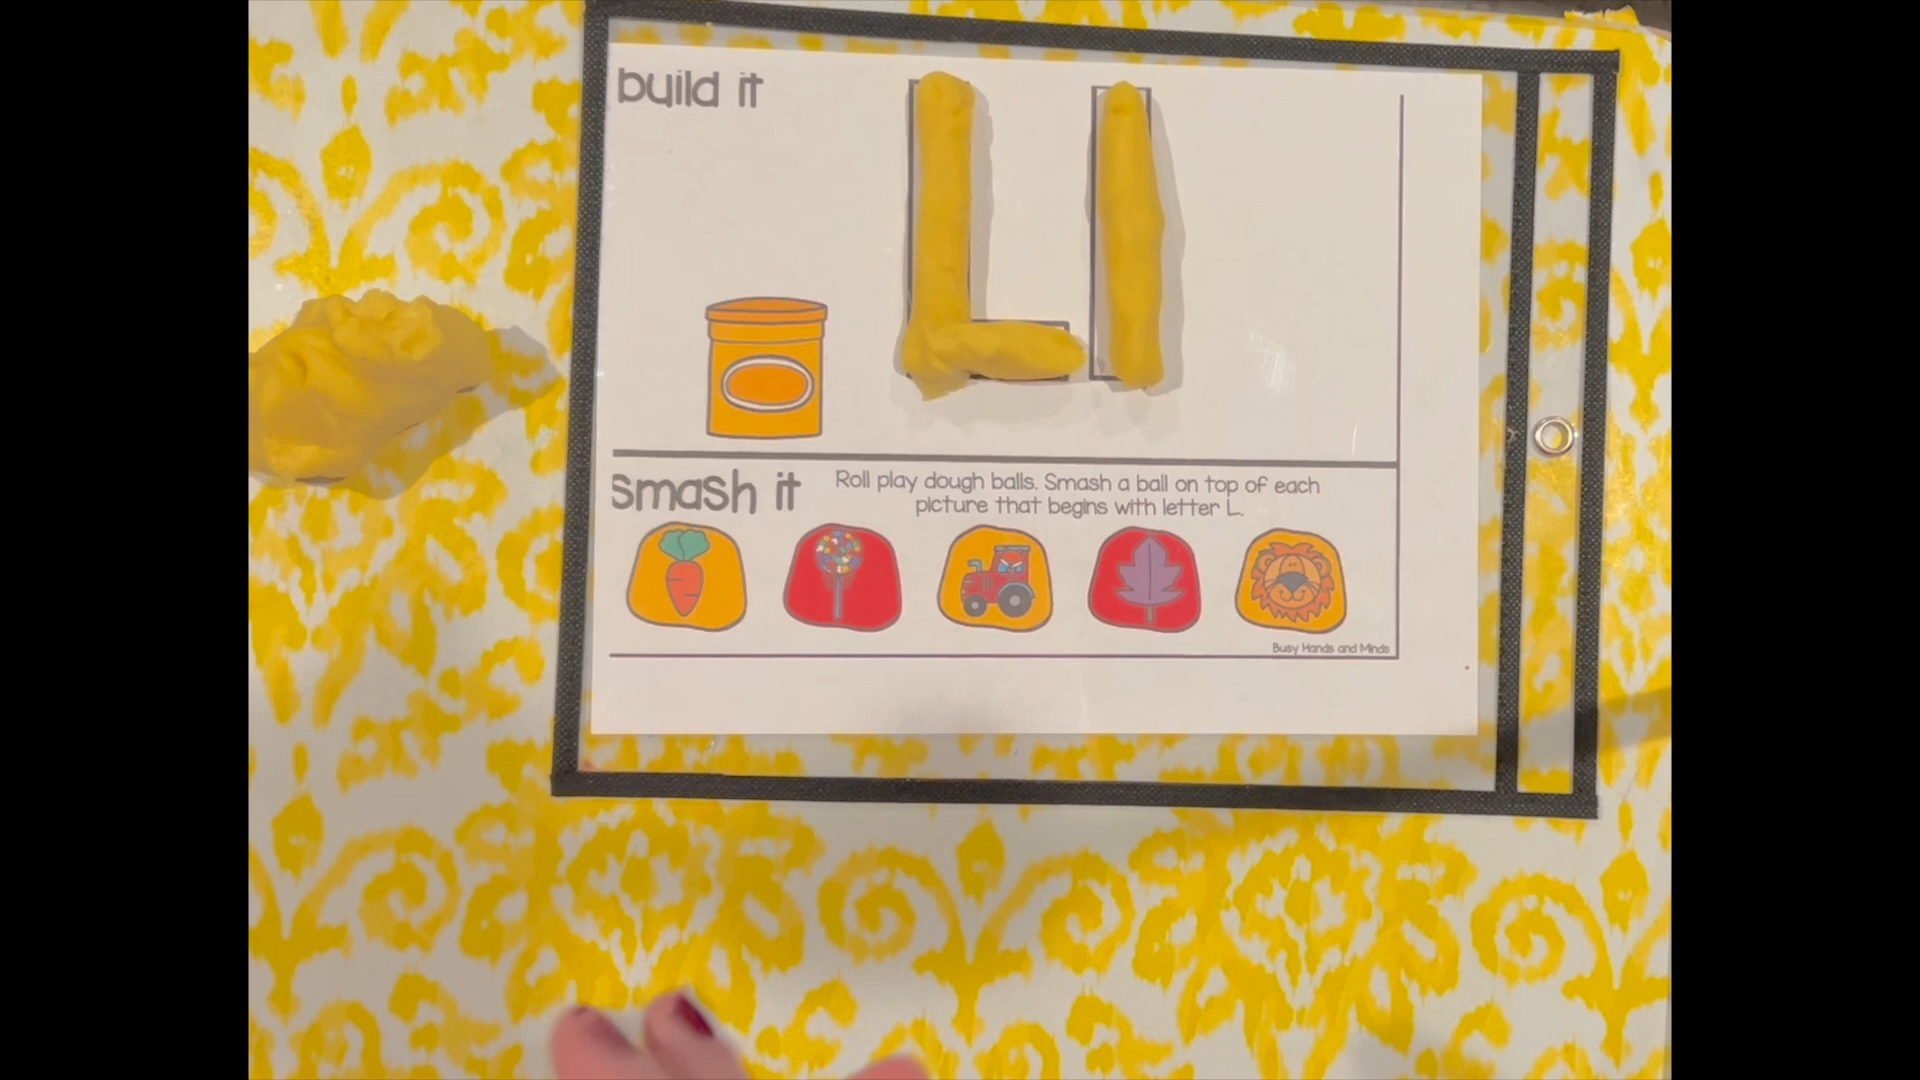 build it
Ll
smash it
Roll play dough balls. Smash a ball on top of each
picture that begins with letter L.
Busy Hands and Minds